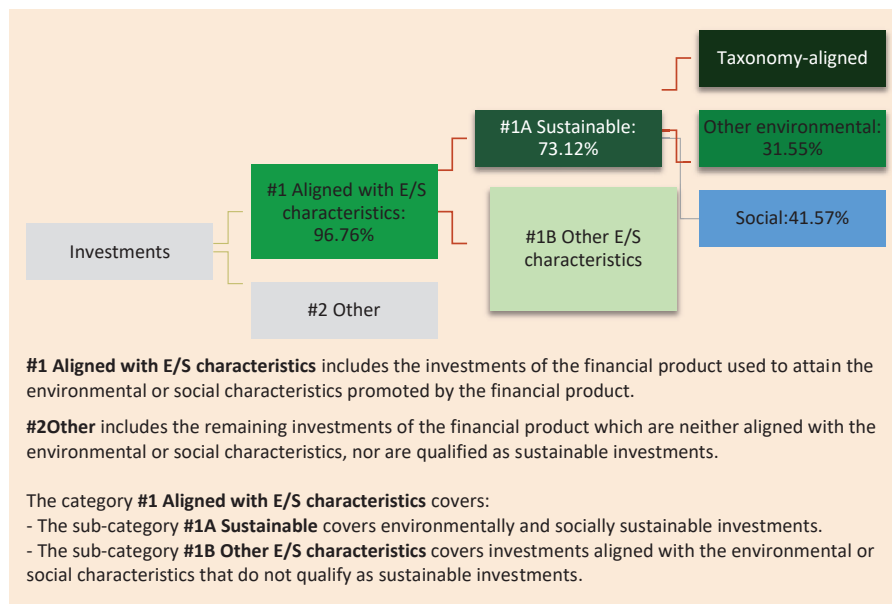 Taxonomy-aligned
#1A Sustainable:
73.12%
Other environmental:
31.55%
#1 Aligned with E/S
characteristics:
96.76%
Social:41.57%
#1B Other E/S
characteristics
Investments
#2 Other
#1 Aligned with E/S characteristics includes the investments of the financial product used to attain the
environmental or social characteristics promoted by the financial product.
#2Other includes the remaining investments of the financial product which are neither aligned with the
environmental or social characteristics, nor are qualified as sustainable investments.
The category #1 Aligned with E/S characteristics covers:
- The sub-category #1A Sustainable covers environmentally and socially sustainable investments.
- The sub-category #1B Other E/S characteristics covers investments aligned with the environmental or
social characteristics that do not qualify as sustainable investments.